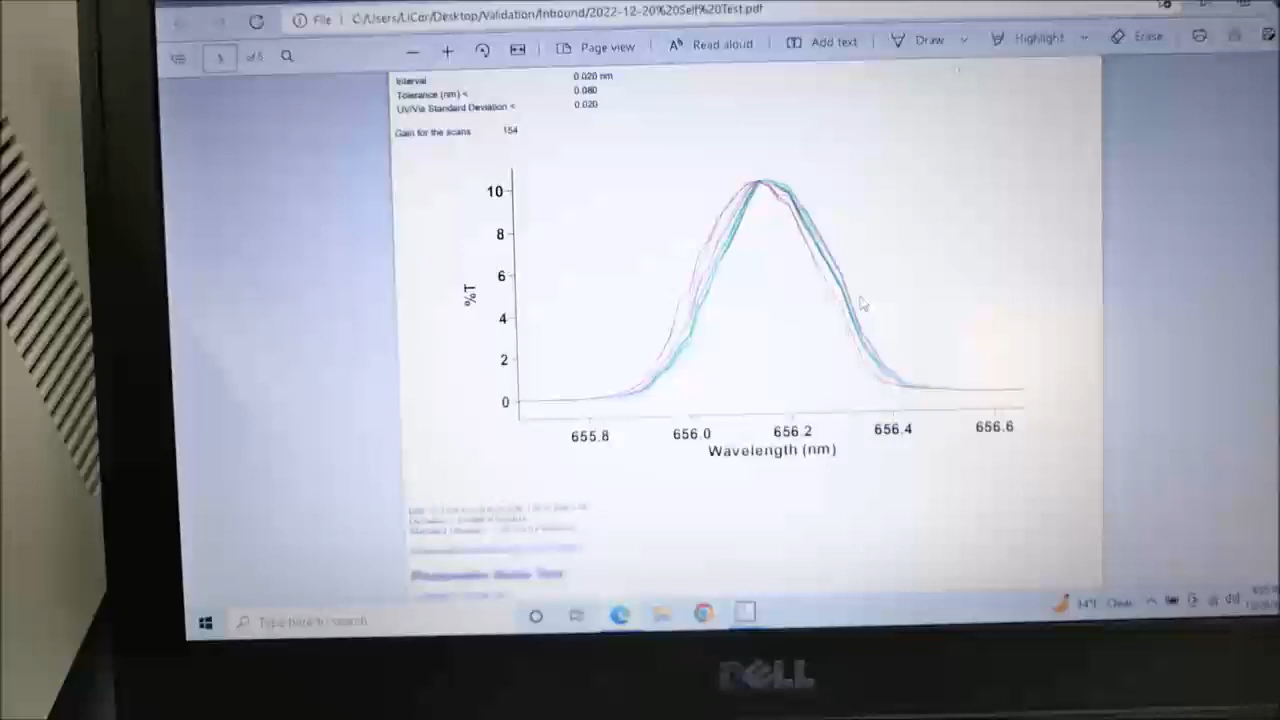 File | C:/Users/LiCor/Desktop/Validation/Inbound/2022-12-20%20Self%20Test.pdf
of 5 Page view Read aloud Add text Draw Highlight Erase
Interval 0.020 nm
Tolerance (nm) < 0.080
UV/Vis Standard Deviation < 0.020
Gain for the scans 154
10
8
6
4
2
0
%T
655.8 656.0 656.2 656.4 656.6
Wavelength (nm)
Type here to search
Clear
DELL